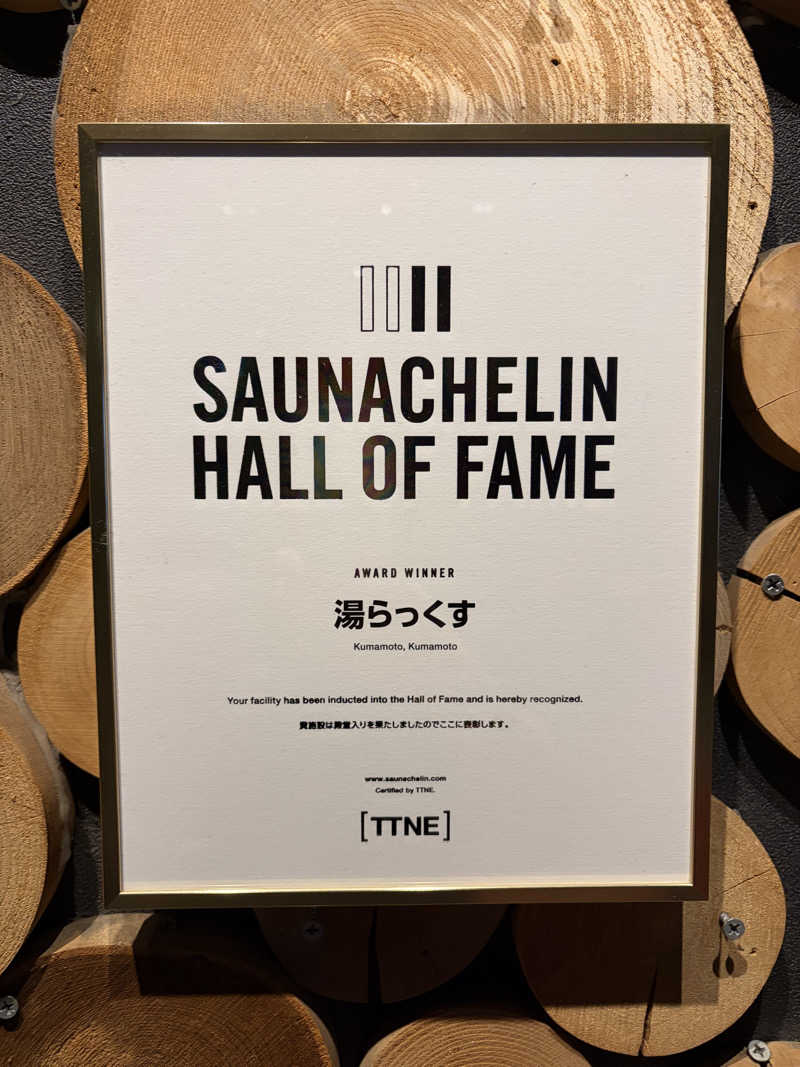 SAUNACHELIN
HALL OF FAME
AWARD WINNER
湯らっくす
Kumamoto, Kumamoto
Your facility has been inducted into the Hall of Fame and is hereby recognized.
貴施設は殿堂入りを果たしましたのでここに表彰します。
www.saunachelin.com
Certified by TTNE.
[TTNE]